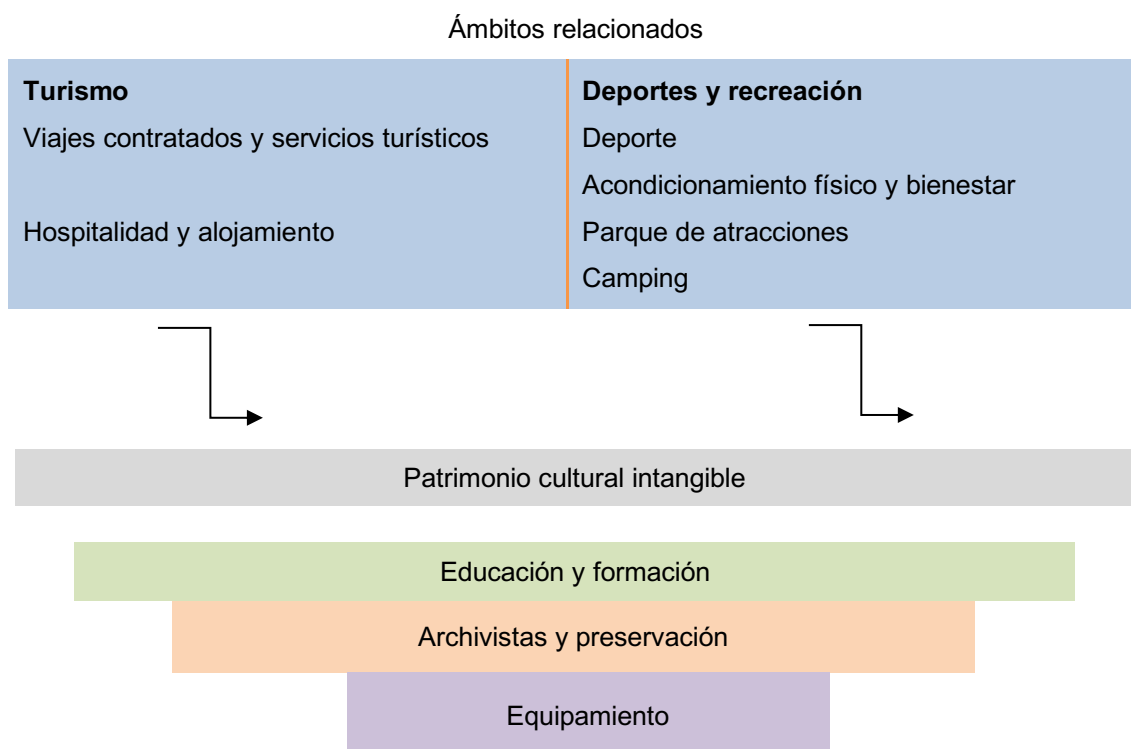 Ámbitos relacionados
Turismo
Viajes contratados y servicios turísticos
Hospitalidad y alojamiento
Deportes y recreación
Deporte
Acondicionamiento físico y bienestar
Parque de atracciones
Camping
Patrimonio cultural intangible
Educación y formación
Archivistas y preservación
Equipamiento